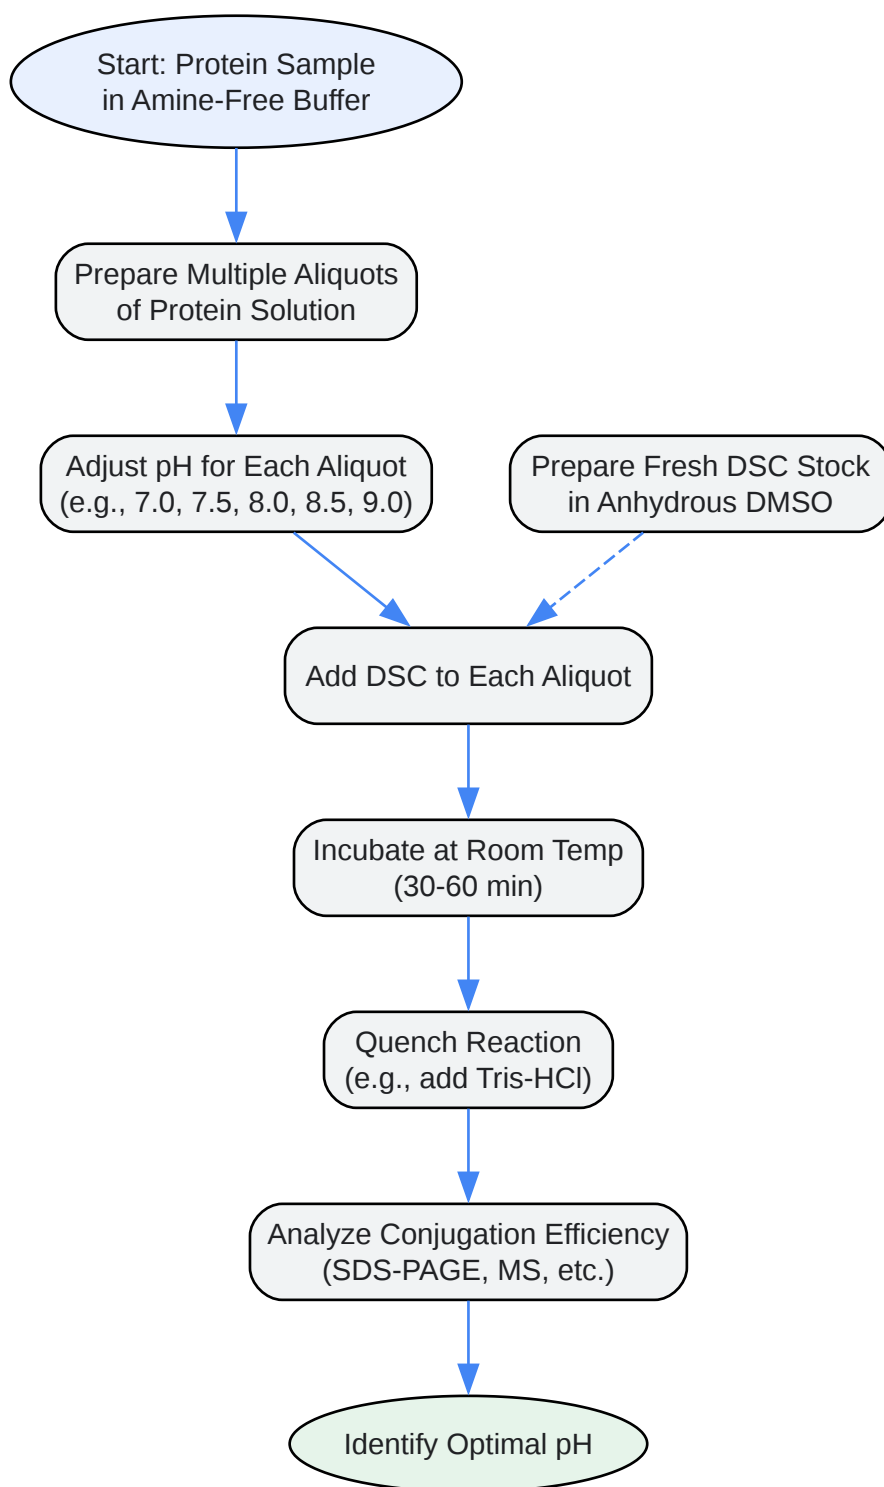 Start: Protein Sample
in Amine-Free Buffer
Prepare Multiple Aliquots
of Protein Solution
Adjust pH for Each Aliquot
(e.g., 7.0, 7.5, 8.0, 8.5, 9.0)
Prepare Fresh DSC Stock
in Anhydrous DMSO
Add DSC to Each Aliquot
Incubate at Room Temp
(30-60 min)
Quench Reaction
(e.g., add Tris-HCl)
Analyze Conjugation Efficiency
(SDS-PAGE, MS, etc.)
Identify Optimal pH